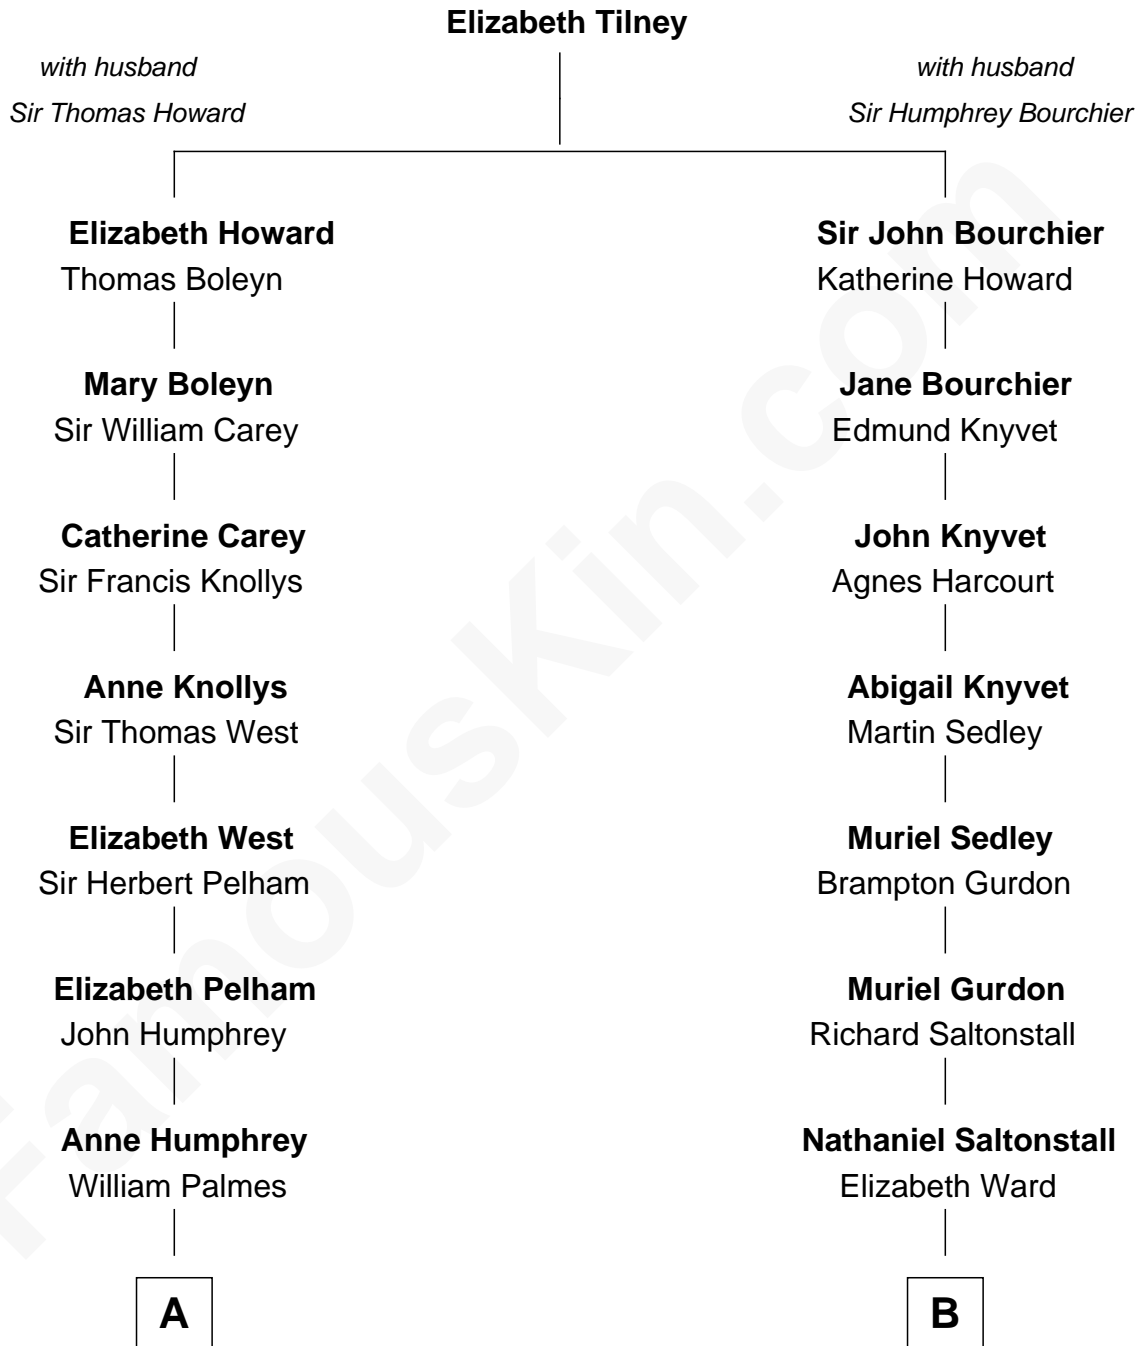 Elizabeth Tilney
with husband
Sir Thomas Howard
with husband
Sir Humphrey Bourchier
Elizabeth Howard
Thomas Boleyn
Sir John Bourchier
Katherine Howard
Mary Boleyn
Sir William Carey
Jane Bourchier
Edmund Knyvet
Catherine Carey
Sir Francis Knollys
John Knyvet
Agnes Harcourt
Anne Knollys
Sir Thomas West
Abigail Knyvet
Martin Sedley
Elizabeth West
Sir Herbert Pelham
Muriel Sedley
Brampton Gurdon
Elizabeth Pelham
John Humphrey
Muriel Gurdon
Richard Saltonstall
Anne Humphrey
William Palmes
Nathaniel Saltonstall
Elizabeth Ward
A
B
FamousKin.com